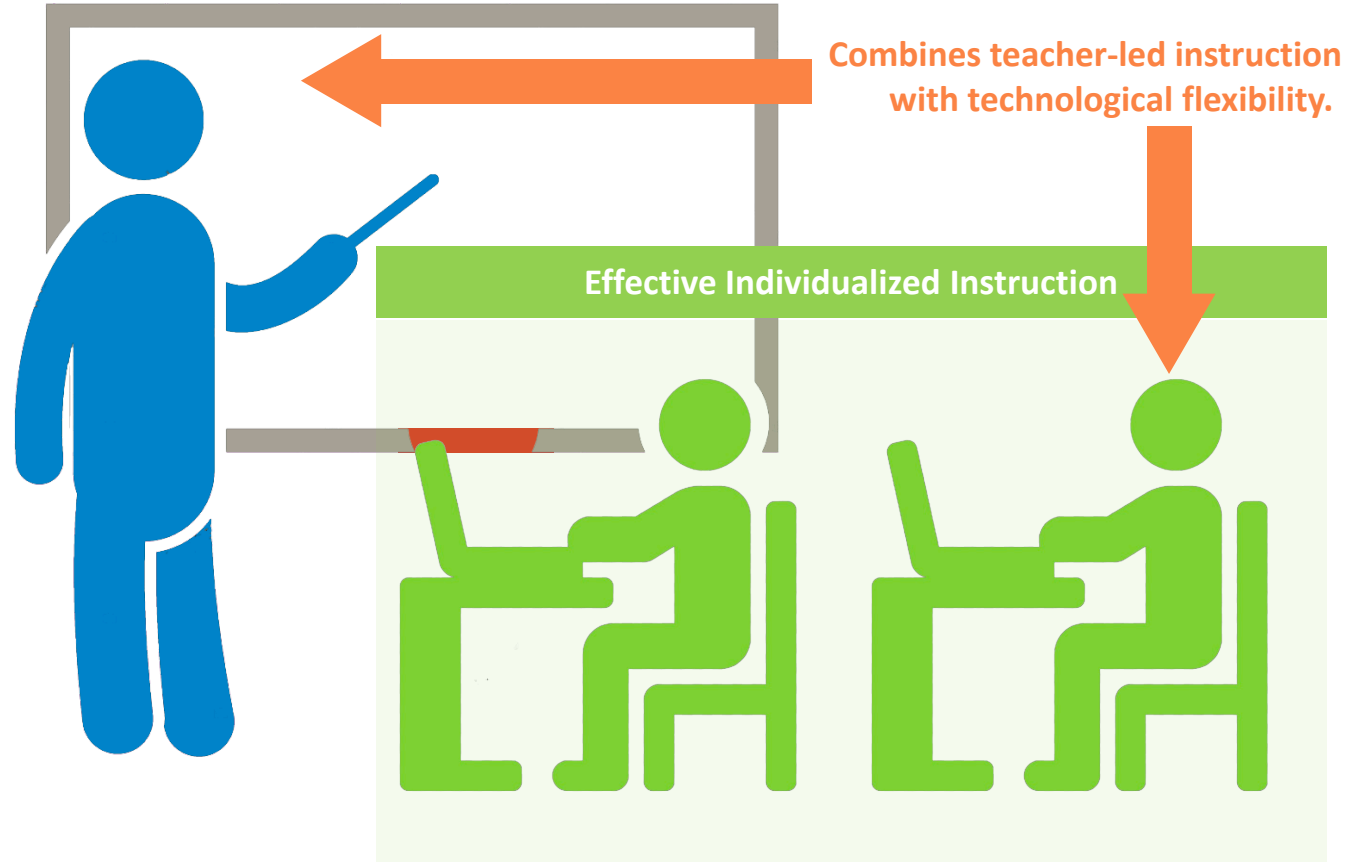 Combines teacher-led instruction
with technological flexibility.
Effective Individualized Instruction